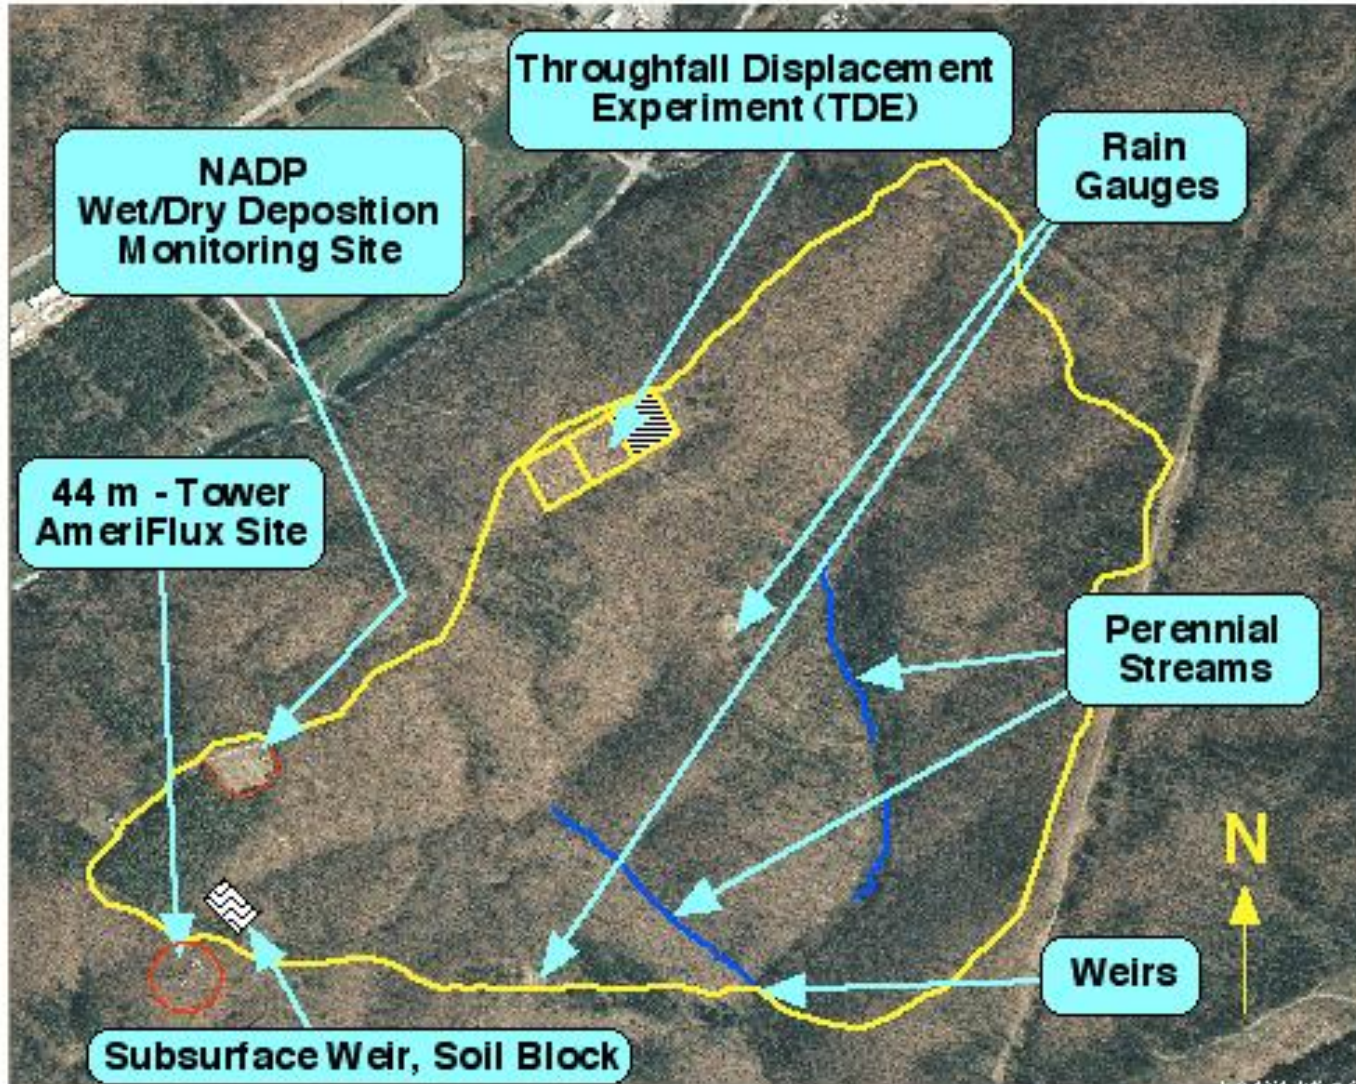 Throughfall Displacement
Experiment (TDE)
Rain
Gauges
NADP
Wet/Dry Deposition
Monitoring Site
44 m - Tower
AmeriFlux Site
Perennial
Streams
N
Weirs
Subsurface Weir, Soil Block